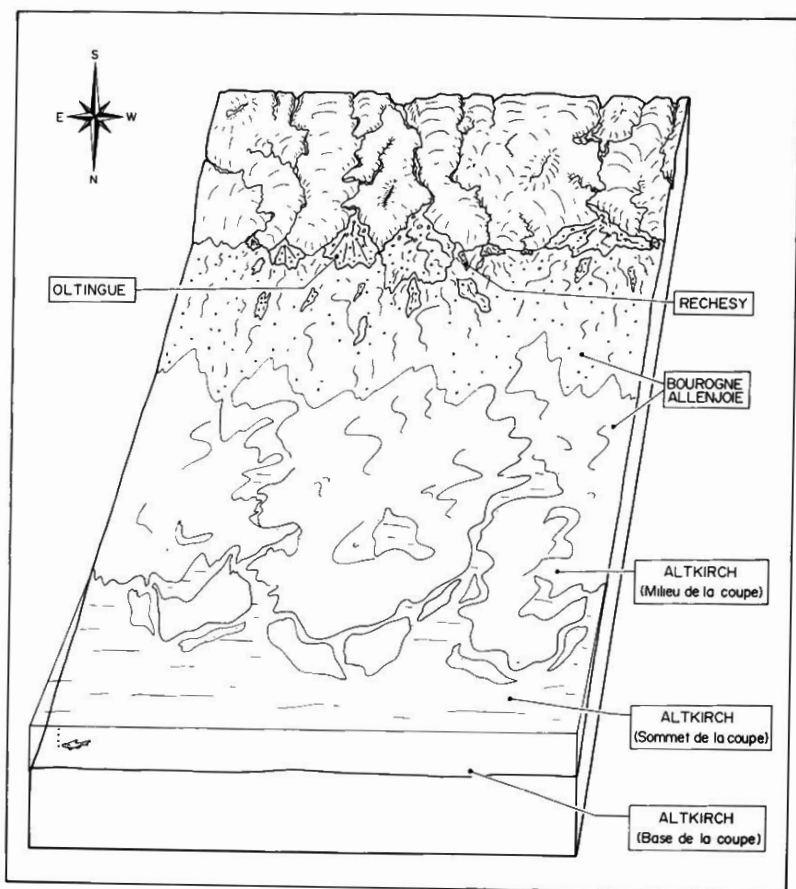 S
E
W
N
OLTINGUE
RECHESY
BOUROGNE
ALLENJOIE
ALTKIRCH
(Milieu de la coupe)
ALTKIRCH
(Sommet de la coupe)
ALTKIRCH
(Base de la coupe)